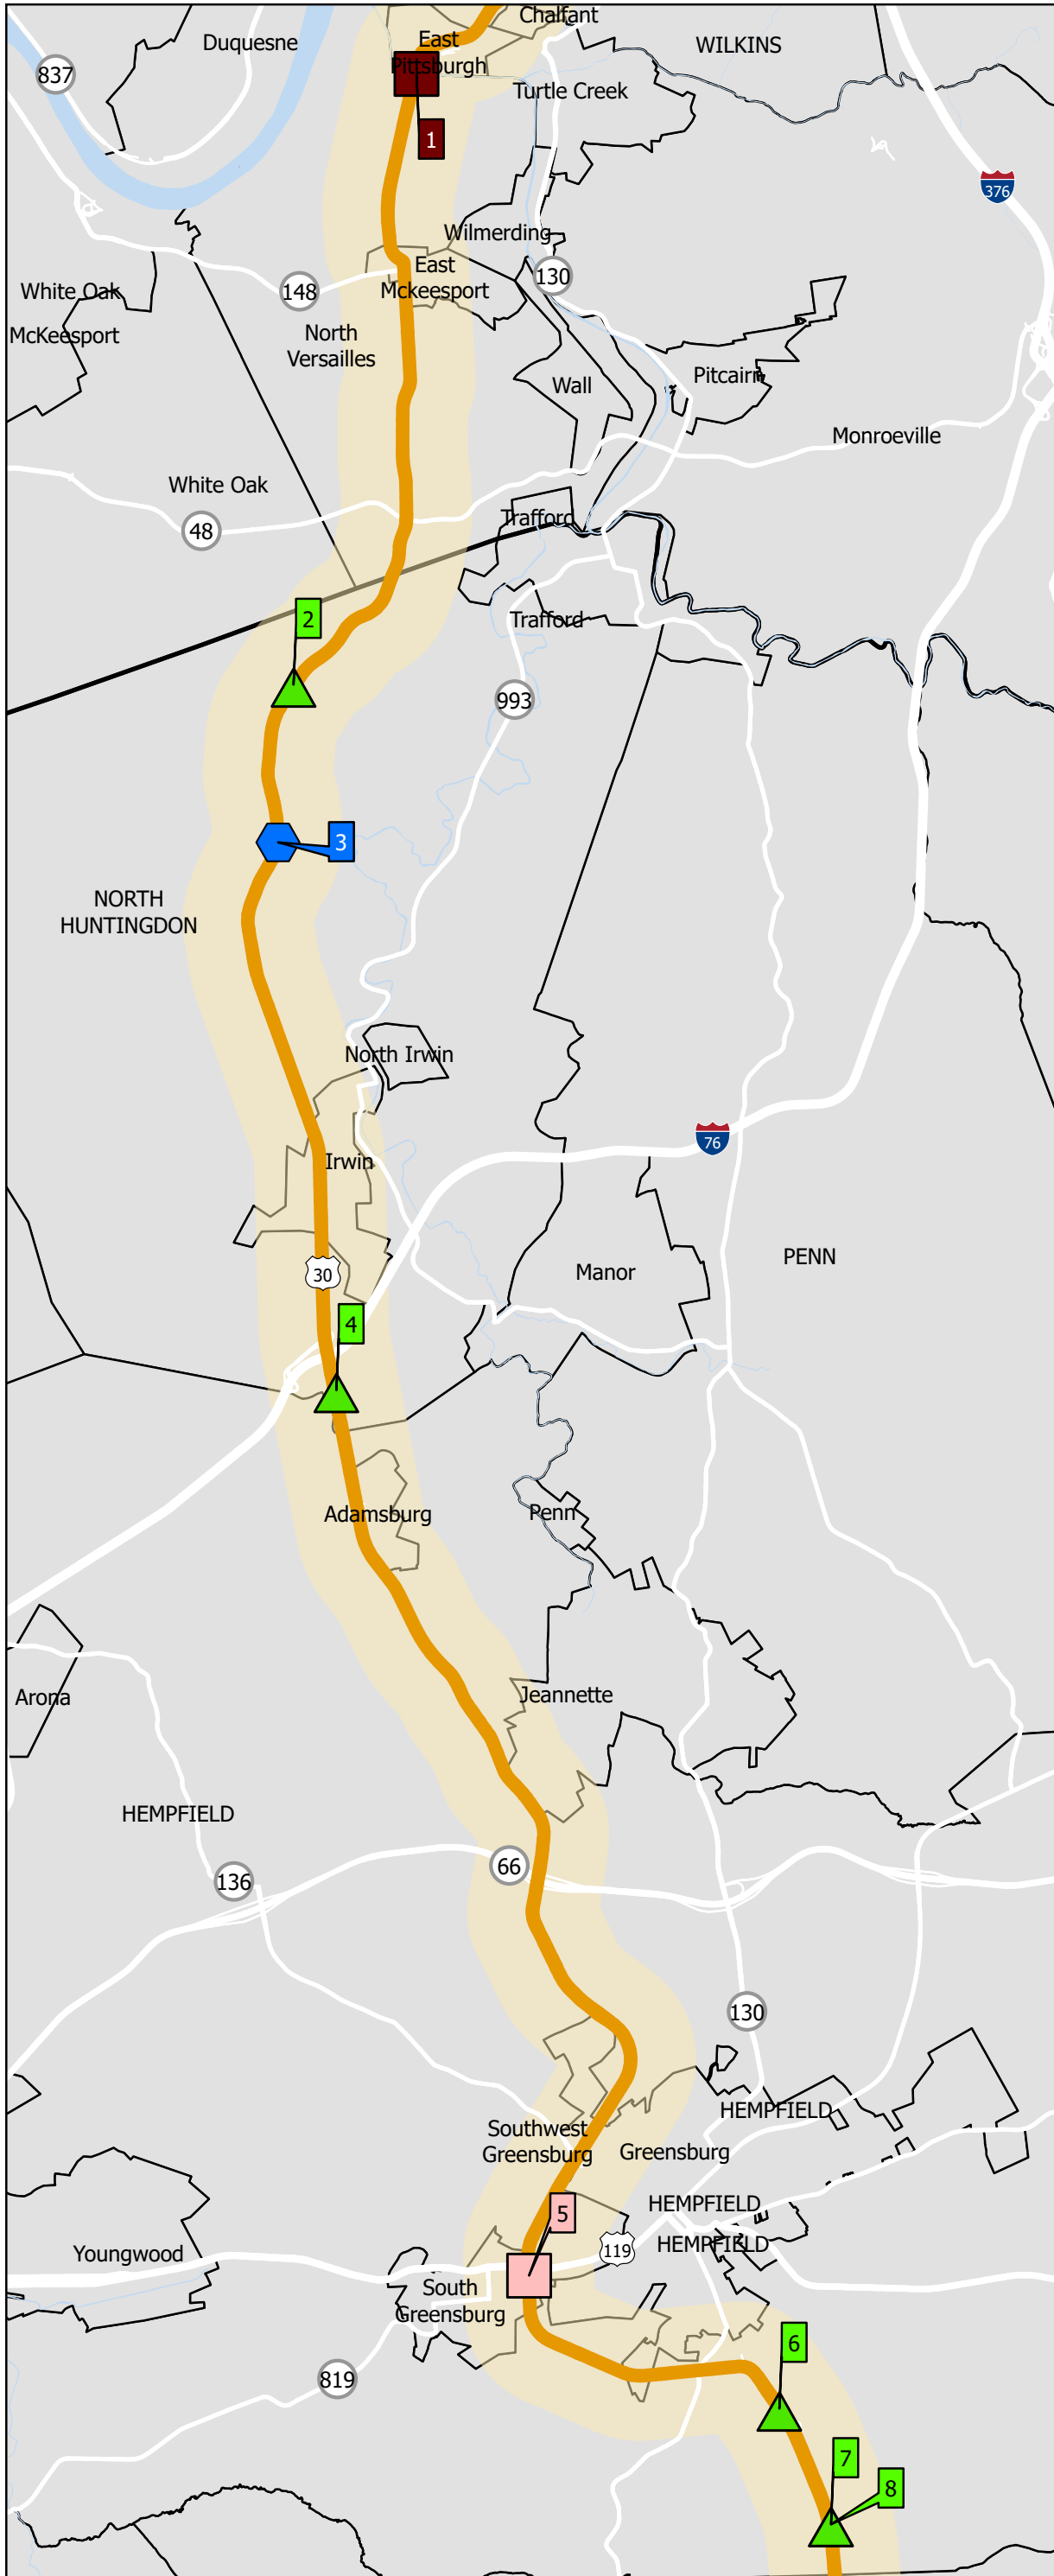 Chalfant
Duquesne
East
Pittsburgh
WILKINS
837
Turtle Creek
1
376
Wilmerding
East
Mckeesport
130
White Oak
148
McKeesport
North
Versailles
Wall
Pitcairn
Monroeville
White Oak
48
Trafford
2
Trafford
993
3
NORTH
HUNTINGDON
North Irwin
76
Irwin
PENN
Manor
30
4
Adamsburg
Penn
Arona
Jeannette
HEMPFIELD
66
136
130
HEMPFIELD
Southwest
Greensburg
Greensburg
HEMPFIELD
5
HEMPFIELD
119
Youngwood
South
Greensburg
6
819
7
8